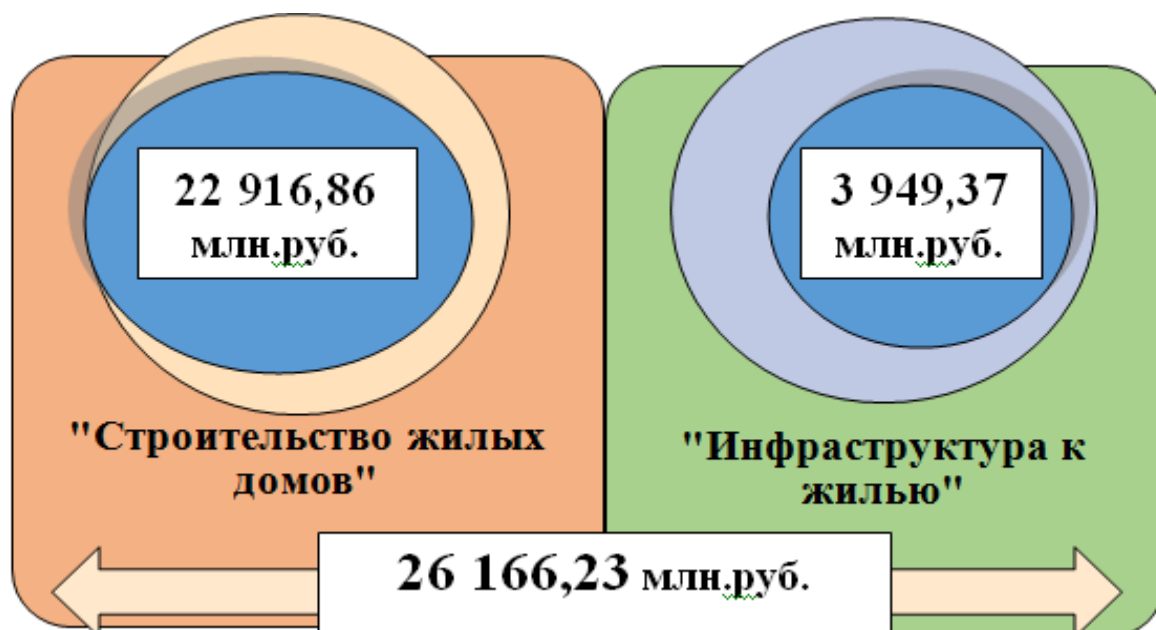 22 916,86
млн.руб.
3 949,37
млн.руб.
"Строительство жилых
домов"
"Инфраструктура к
жилью"
26 166,23 млн.руб.